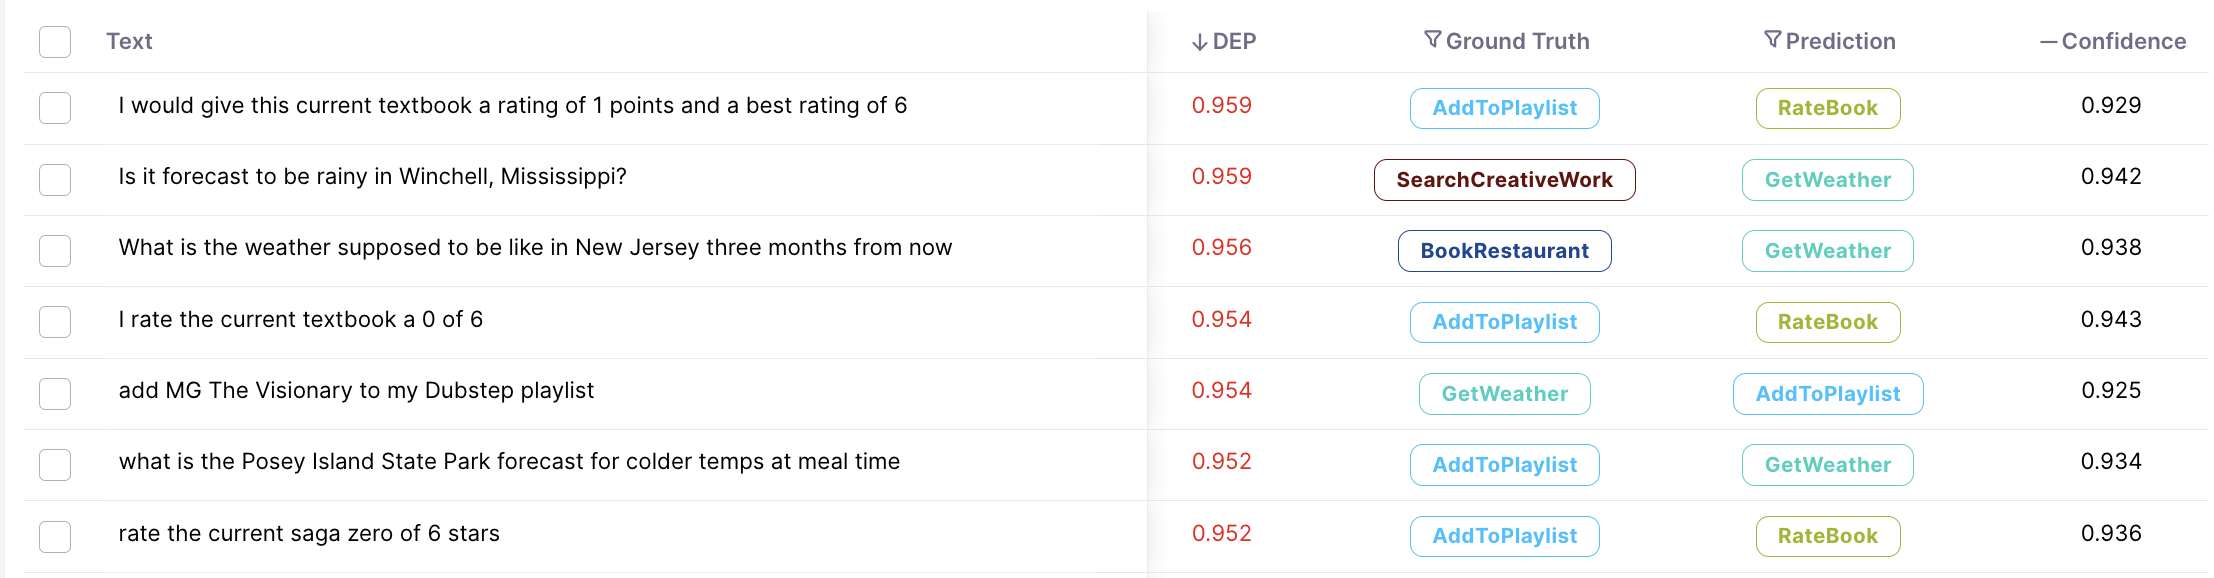 Text DEP Ground Truth Prediction Confidence
I would give this current textbook a rating of 1 points and a best rating of 6 0.959 AddToPlaylist RateBook 0.929
Is it forecast to be rainy in Winchell, Mississippi? 0.959 SearchCreativeWork GetWeather 0.942
What is the weather supposed to be like in New Jersey three months from now 0.956 BookRestaurant GetWeather 0.938
I rate the current textbook a 0 of 6 0.954 AddToPlaylist RateBook 0.943
add MG The Visionary to my Dubstep playlist 0.954 GetWeather AddToPlaylist 0.925
what is the Posey Island State Park forecast for colder temps at meal time 0.952 AddToPlaylist GetWeather 0.934
rate the current saga zero of 6 stars 0.952 AddToPlaylist RateBook 0.936